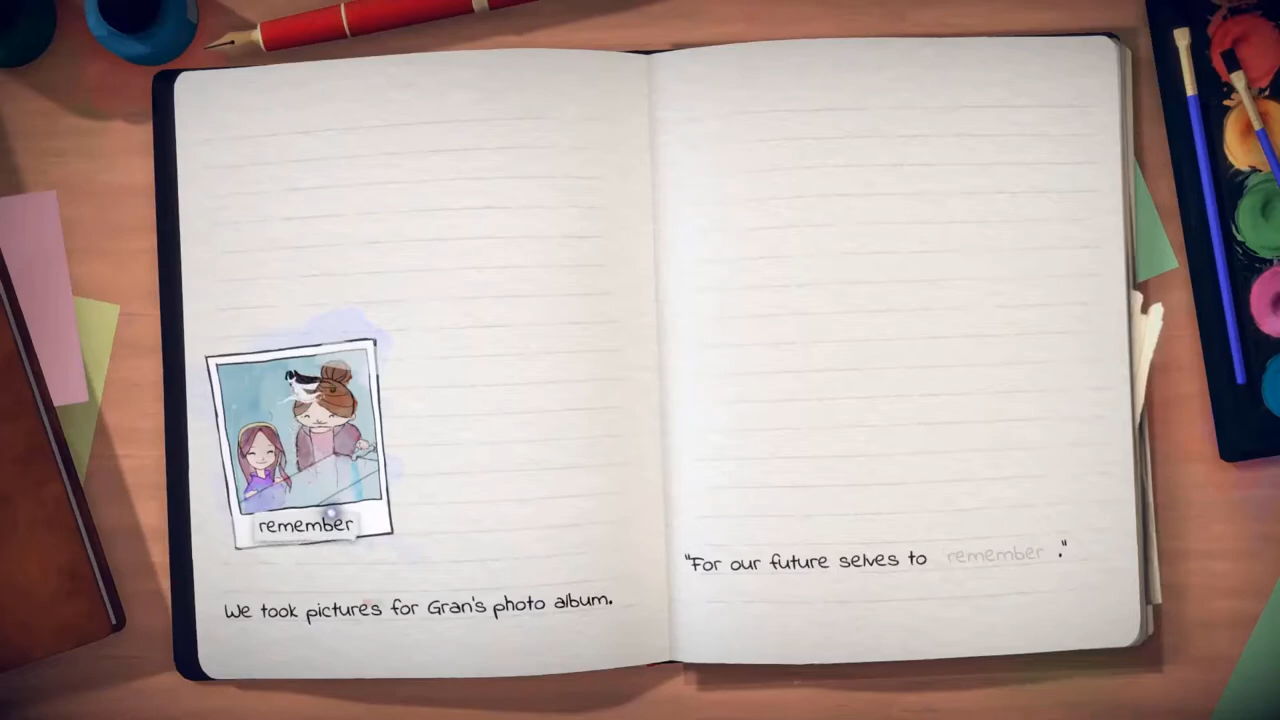 remember
We took pictures for Gran's photo album.
"For our future selves to remember ."